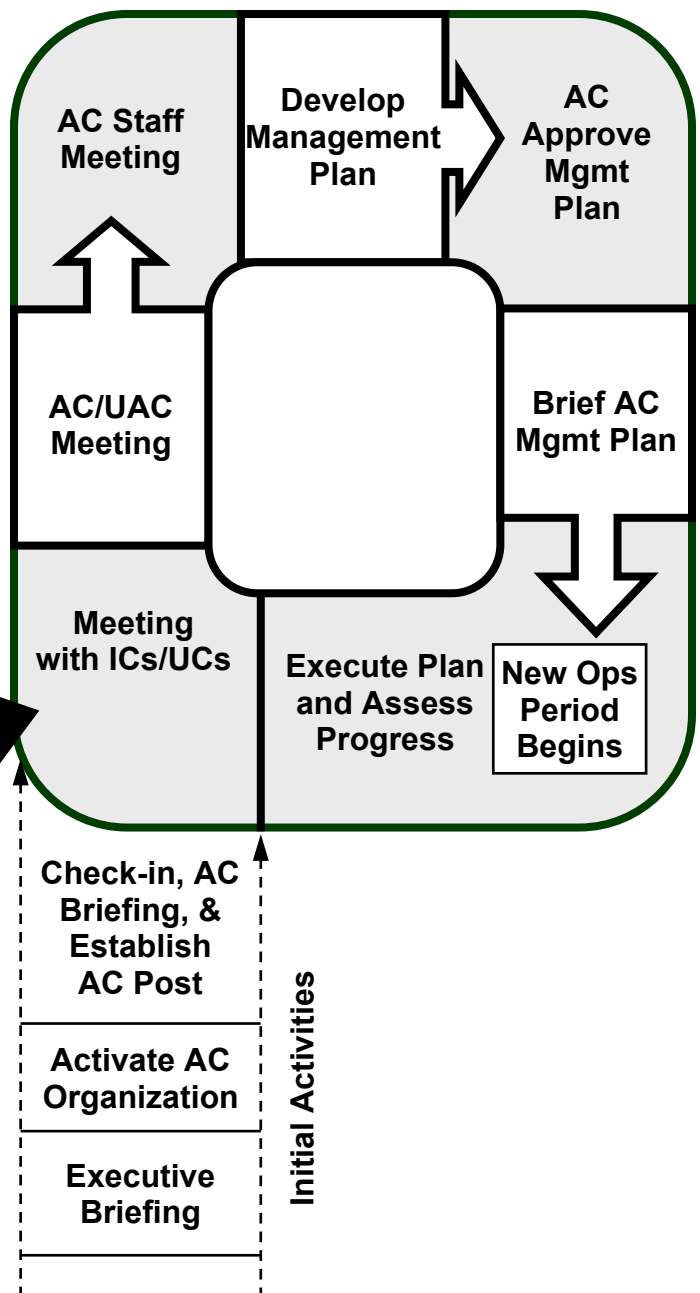 AC Staff
Meeting
Develop
Management
Plan
AC
Approve
Mgmt
Plan
AC/UAC
Meeting
Brief AC
Mgmt Plan
Meeting
with ICs/UCs
Execute Plan
and Assess
Progress
New Ops
Period
Begins
Check-in, AC
Briefing, &
Establish
AC Post
Activate AC
Organization
Executive
Briefing
Initial Activities